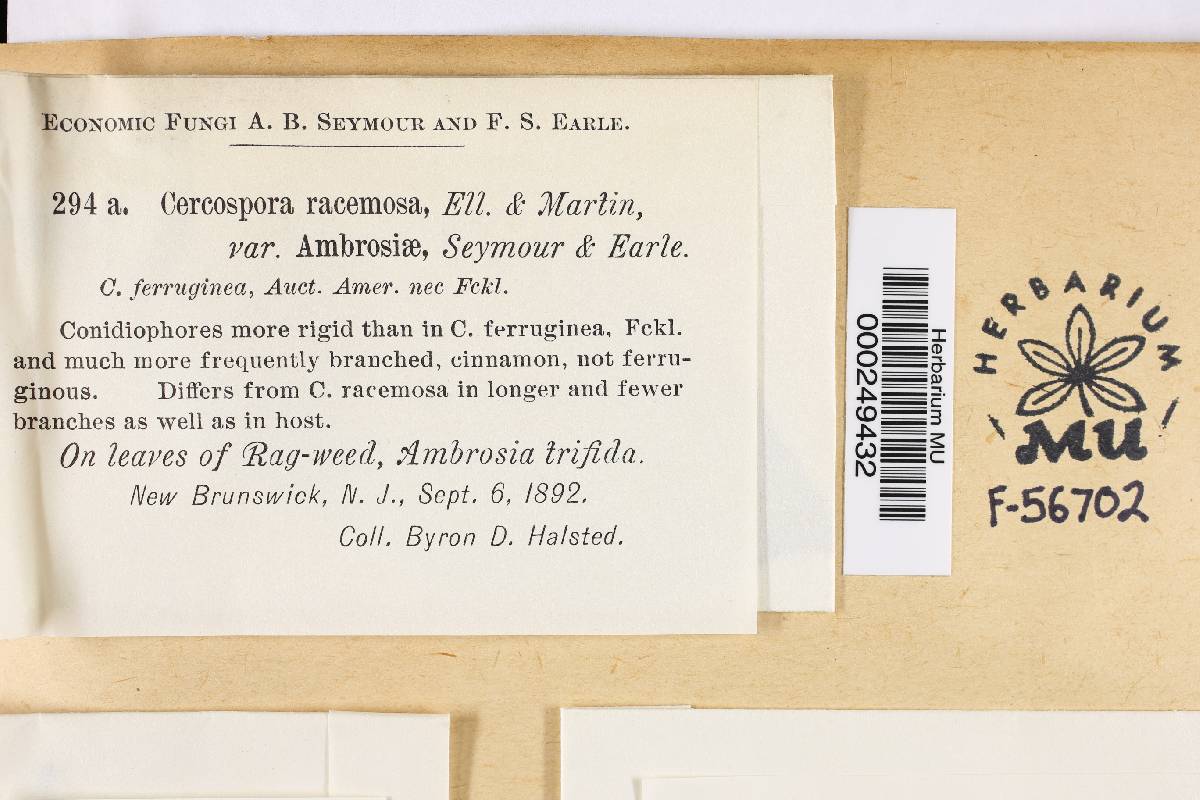 ECONOMIC FUNGI A. B. SEYMOUR AND F. S. EARLE.
294 a. Cercospora racemosa, Ell. & Martin,
var. Ambrosiæ, Seymour & Earle.
C. ferruginea, Auct. Amer. nec Fckl.
Conidiophores more rigid than in C. ferruginea, Fckl.
and much more frequently branched, cinnamon, not ferru-
ginous. Differs from C. racemosa in longer and fewer
branches as well as in host.
On leaves of Rag-weed, Ambrosia trifida.
New Brunswick, N. J., Sept. 6, 1892.
Coll. Byron D. Halsted.
Herbarium MU
000249432
HERBARIUM
MU
F-56702